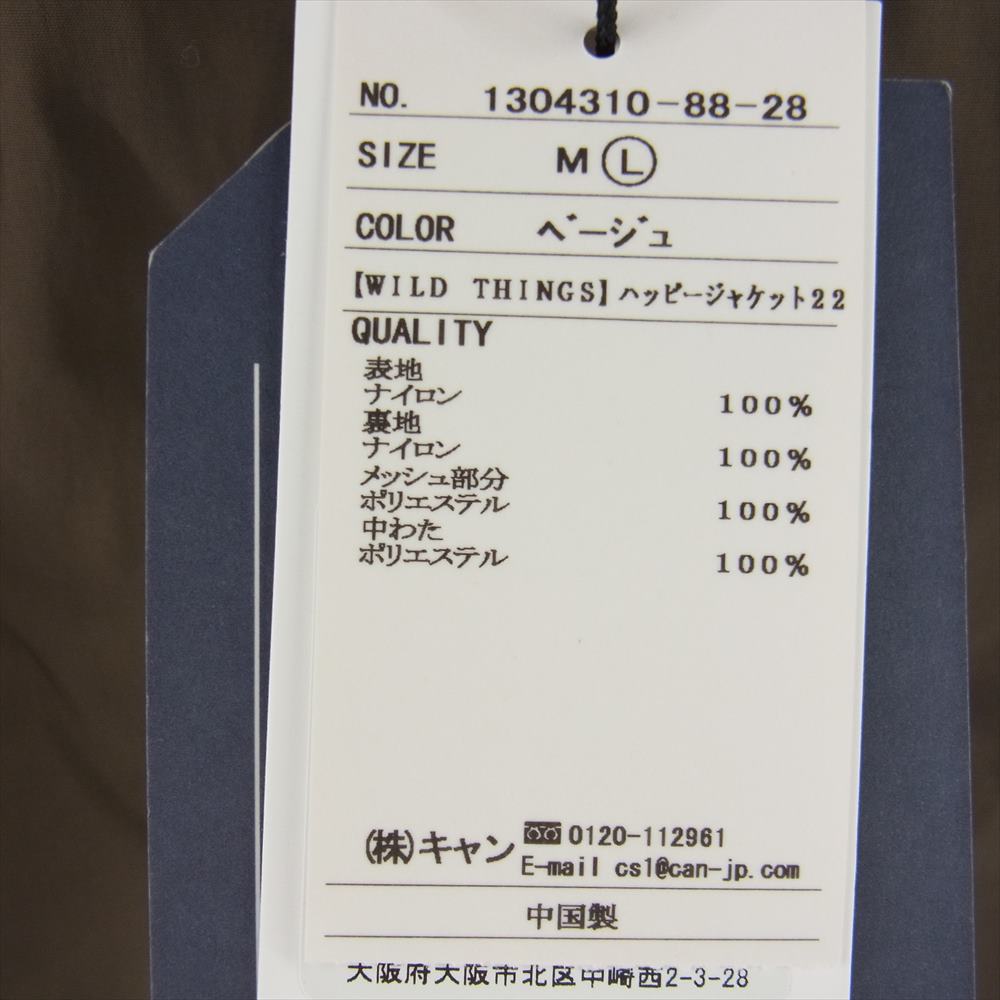 NO. 1304310-88-28
SIZE M L
COLOR ベージュ
【WILD THINGS】ハッピージャケット22
QUALITY
表地
ナイロン 100%
裏地
ナイロン 100%
メッシュ部分
ポリエステル 100%
中わた
ポリエステル 100%
(株)キャン 0120-112961
E-mail cs1@can-jp.com
中国製
大阪府大阪市北区中崎西2-3-28